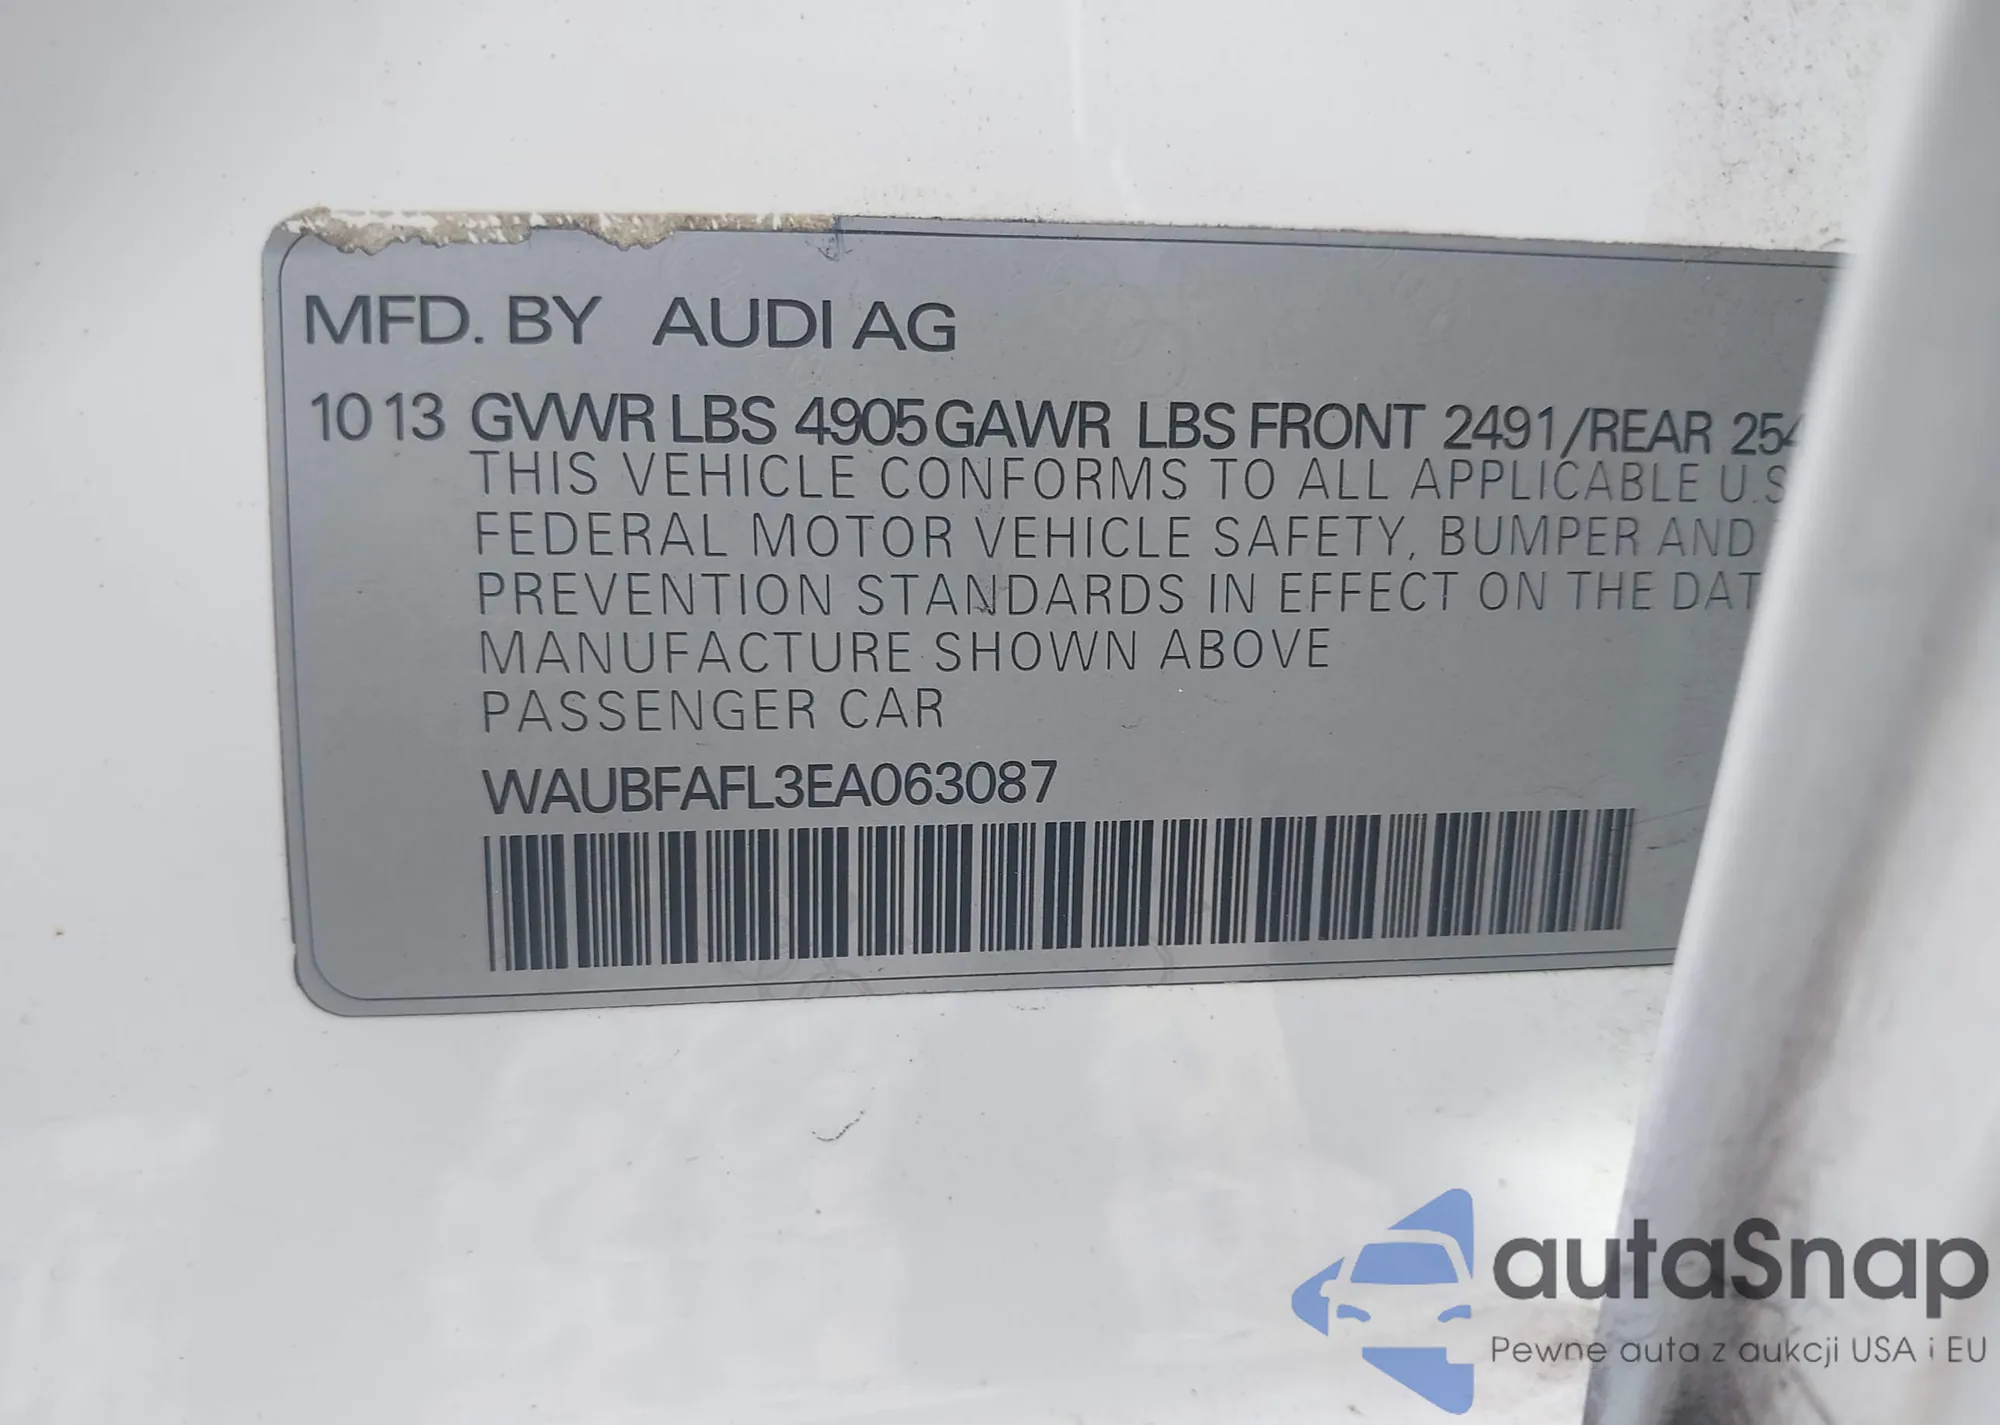 MFD. BY AUDI AG
10 13 GVWR LBS 4905 GAWR LBS FRONT 2491/REAR 254
THIS VEHICLE CONFORMS TO ALL APPLICABLE U.S
FEDERAL MOTOR VEHICLE SAFETY, BUMPER AND
PREVENTION STANDARDS IN EFFECT ON THE DAT
MANUFACTURE SHOWN ABOVE
PASSENGER CAR
WAUBFAFL3EA063087
autaSnap
Pewne auta z aukcji USA i EU